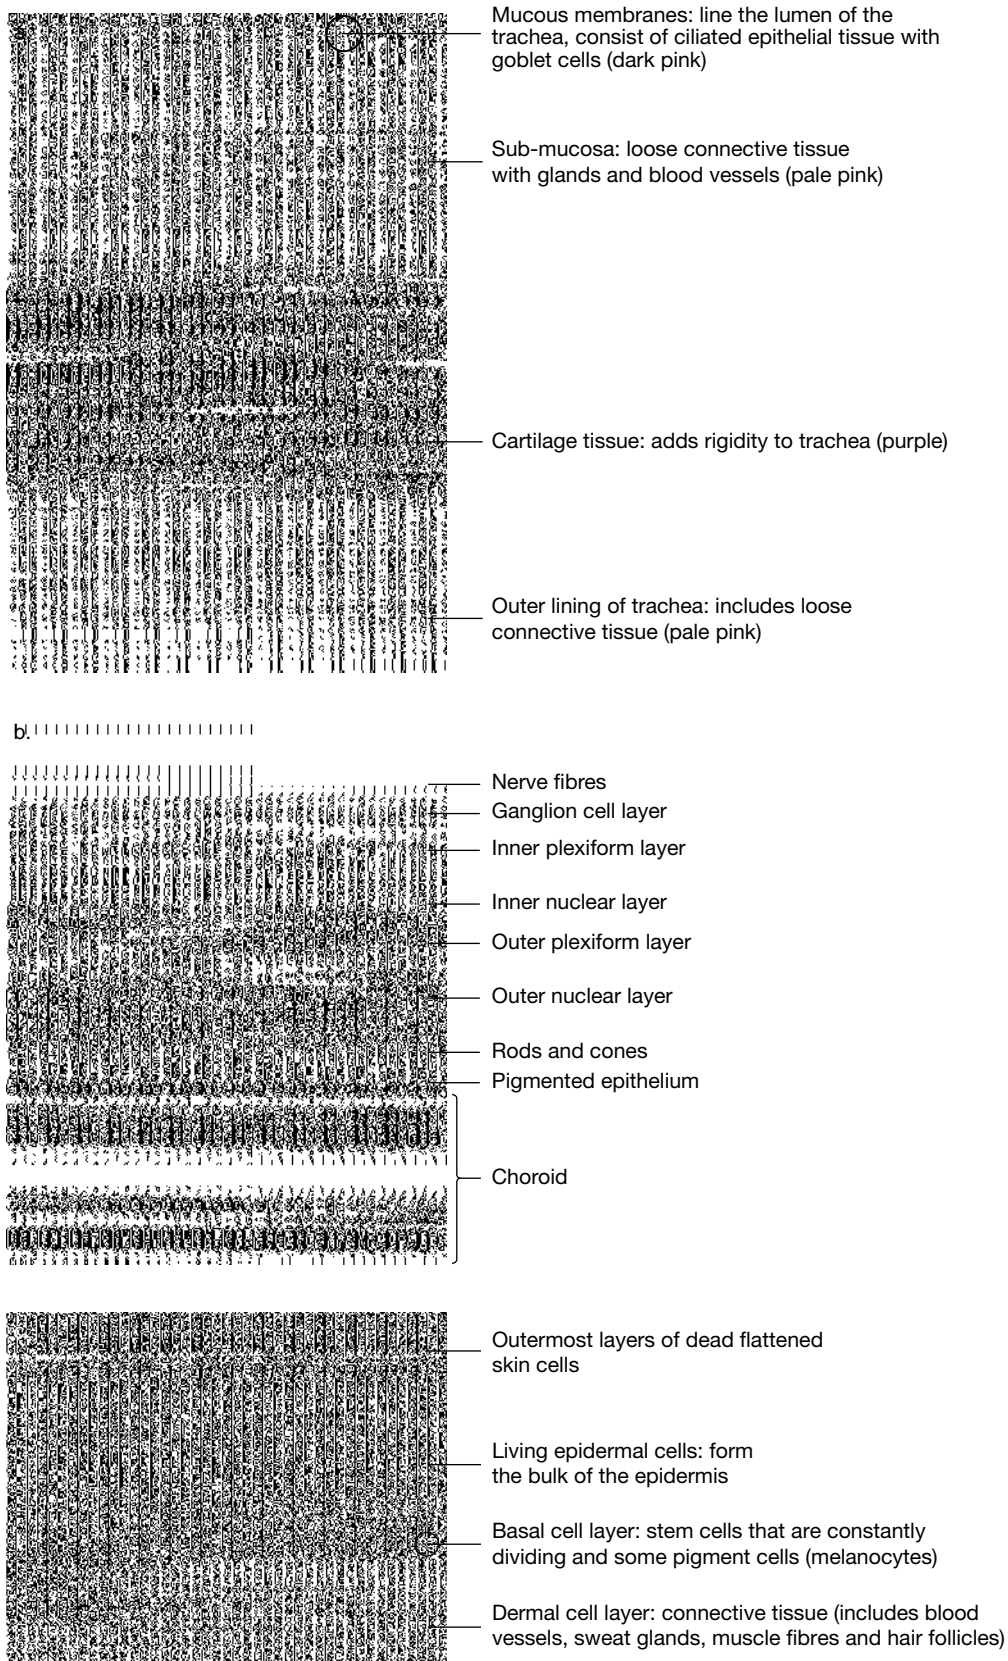 a.
Mucous membranes: line the lumen of the
trachea, consist of ciliated epithelial tissue with
goblet cells (dark pink)
Sub-mucosa: loose connective tissue
with glands and blood vessels (pale pink)
Cartilage tissue: adds rigidity to trachea (purple)
Outer lining of trachea: includes loose
connective tissue (pale pink)
b.
Nerve fibres
Ganglion cell layer
Inner plexiform layer
Inner nuclear layer
Outer plexiform layer
Outer nuclear layer
Rods and cones
Pigmented epithelium
Choroid
Outermost layers of dead flattened
skin cells
Living epidermal cells: form
the bulk of the epidermis
Basal cell layer: stem cells that are constantly
dividing and some pigment cells (melanocytes)
Dermal cell layer: connective tissue (includes blood
vessels, sweat glands, muscle fibres and hair follicles)